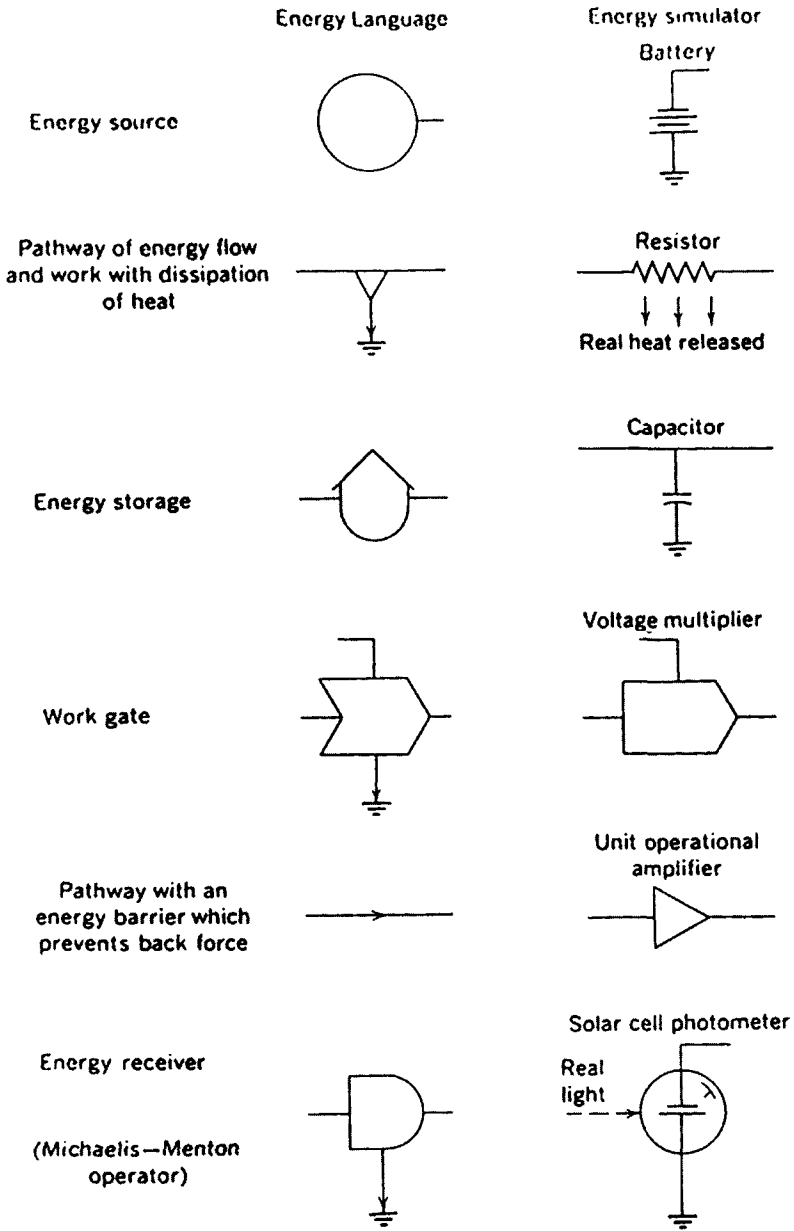 Energy Language
Energy simulator
Energy source
Battery
Pathway of energy flow
and work with dissipation
of heat
Resistor
Real heat released
Energy storage
Capacitor
Work gate
Voltage multiplier
Pathway with an
energy barrier which
prevents back force
Unit operational
amplifier
Energy receiver
(Michaelis–Menton
operator)
Solar cell photometer
Real
light